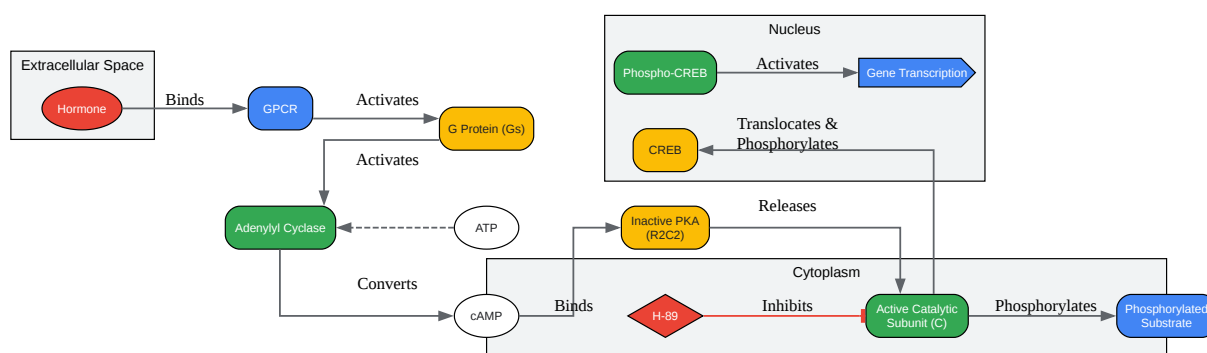 Nucleus
Extracellular Space
Phospho-CREB
Activates
Gene Transcription
Hormone
Binds
GPCR
Activates
G Protein (Gs)
Translocates &
Phosphorylates
CREB
Activates
Releases
Inactive PKA
(R2C2)
Adenylyl Cyclase
ATP
Cytoplasm
Converts
cAMP
Binds
H-89
Inhibits
Active Catalytic
Subunit (C)
Phosphorylates
Phosphorylated
Substrate